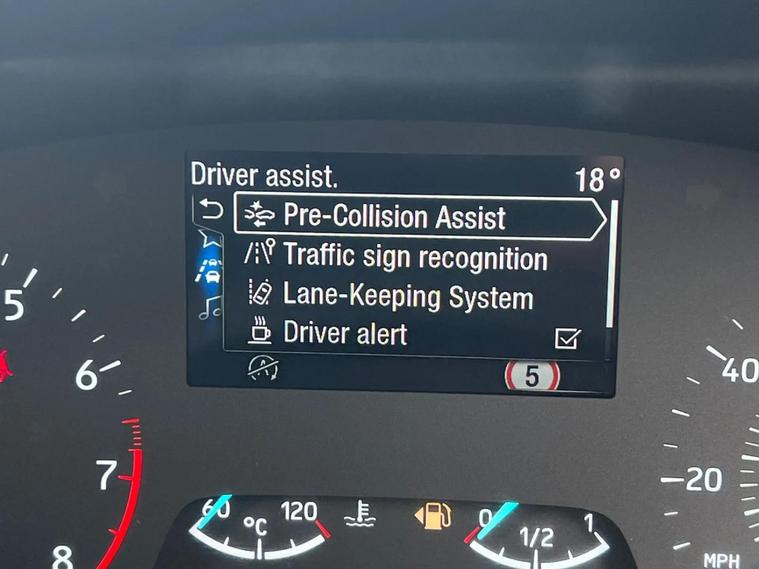 Driver assist. 18°
Pre-Collision Assist
Traffic sign recognition
Lane-Keeping System
Driver alert
A
5
5
6
7
8
40
20
MPH
60 120
°C
0 1/2 1